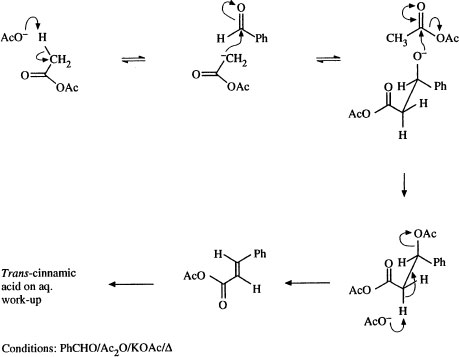 AcO⁻
H
CH₂
O
OAc
O
H
Ph
CH₂
O
OAc
O
CH₃
OAc
O⁻
H
Ph
O
AcO
H
H
OAc
H
Ph
O
AcO
H
H
AcO⁻
H
Ph
AcO
H
O
Trans-cinnamic
acid on aq.
work-up
Conditions: PhCHO/Ac₂O/KOAc/Δ